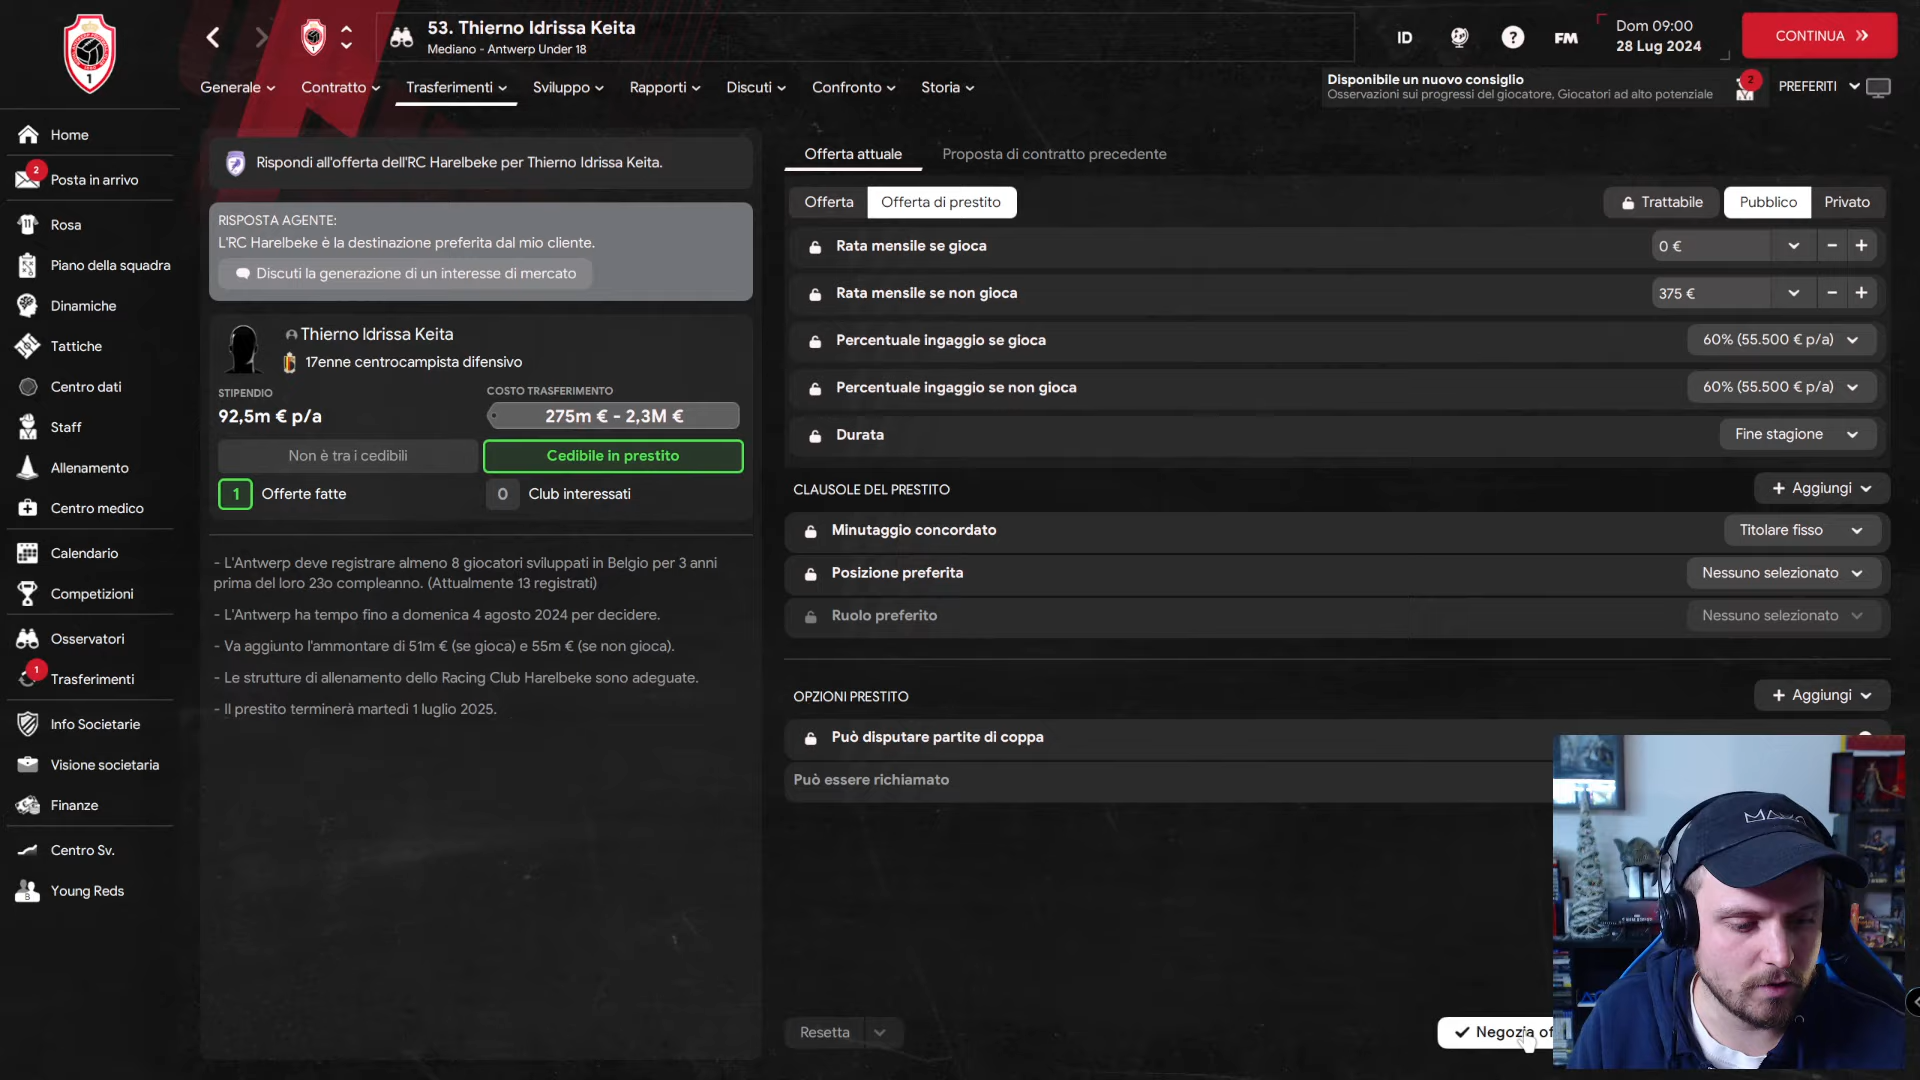 53. Thierno Idrissa Keita
Mediano - Antwerp Under 18
ID
FM
Dom 09:00
28 Lug 2024
CONTINUA
Generale
Contratto
Trasferimenti
Sviluppo
Rapporti
Discuti
Confronto
Storia
Disponibile un nuovo consiglio
Osservazioni sui progressi del giocatore, Giocatori ad alto potenziale
2
PREFERITI
Home
2
Posta in arrivo
Rosa
Piano della squadra
Dinamiche
Tattiche
Centro dati
Staff
Allenamento
Centro medico
Calendario
Competizioni
Osservatori
1
Trasferimenti
Info Societarie
Visione societaria
Finanze
Centro Sv.
Young Reds
Rispondi all'offerta dell'RC Harelbeke per Thierno Idrissa Keita.
RISPOSTA AGENTE:
L'RC Harelbeke è la destinazione preferita dal mio cliente.
Discuti la generazione di un interesse di mercato
Thierno Idrissa Keita
17enne centrocampista difensivo
STIPENDIO
COSTO TRASFERIMENTO
92,5m € p/a
275m € - 2,3M €
Non è tra i cedibili
Cedibile in prestito
1 Offerte fatte
0 Club interessati
- L'Antwerp deve registrare almeno 8 giocatori sviluppati in Belgio per 3 anni
prima del loro 23o compleanno. (Attualmente 13 registrati)
- L'Antwerp ha tempo fino a domenica 4 agosto 2024 per decidere.
- Va aggiunto l'ammontare di 51m € (se gioca) e 55m € (se non gioca).
- Le strutture di allenamento dello Racing Club Harelbeke sono adeguate.
- Il prestito terminerà martedì 1 luglio 2025.
Offerta attuale
Proposta di contratto precedente
Offerta
Offerta di prestito
Trattabile
Pubblico
Privato
Rata mensile se gioca
0 €
Rata mensile se non gioca
375 €
Percentuale ingaggio se gioca
60% (55.500 € p/a)
Percentuale ingaggio se non gioca
60% (55.500 € p/a)
Durata
Fine stagione
CLAUSOLE DEL PRESTITO
Aggiungi
Minutaggio concordato
Titolare fisso
Posizione preferita
Nessuno selezionato
Ruolo preferito
Nessuno selezionato
OPZIONI PRESTITO
Aggiungi
Può disputare partite di coppa
Può essere richiamato
Resetta
Negozia of